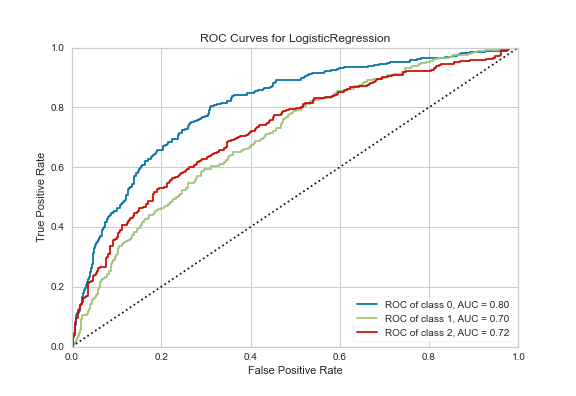 ROC Curves for LogisticRegression
1.0
0.8
0.6
0.4
0.2
0.0
True Positive Rate
0.0 0.2 0.4 0.6 0.8 1.0
False Positive Rate
ROC of class 0, AUC = 0.80
ROC of class 1, AUC = 0.70
ROC of class 2, AUC = 0.72